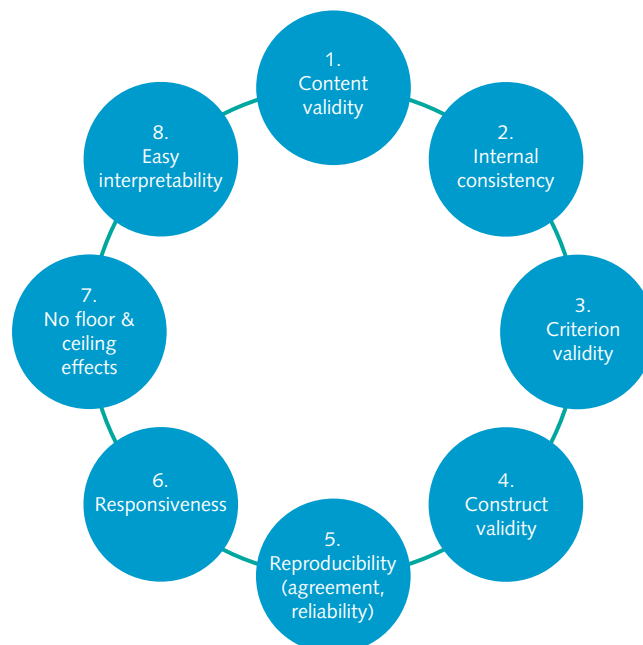 1.
Content
validity
2.
Internal
consistency
3.
Criterion
validity
4.
Construct
validity
5.
Reproducibility
(agreement,
reliability)
6.
Responsiveness
7.
No floor &
ceiling
effects
8.
Easy
interpretability